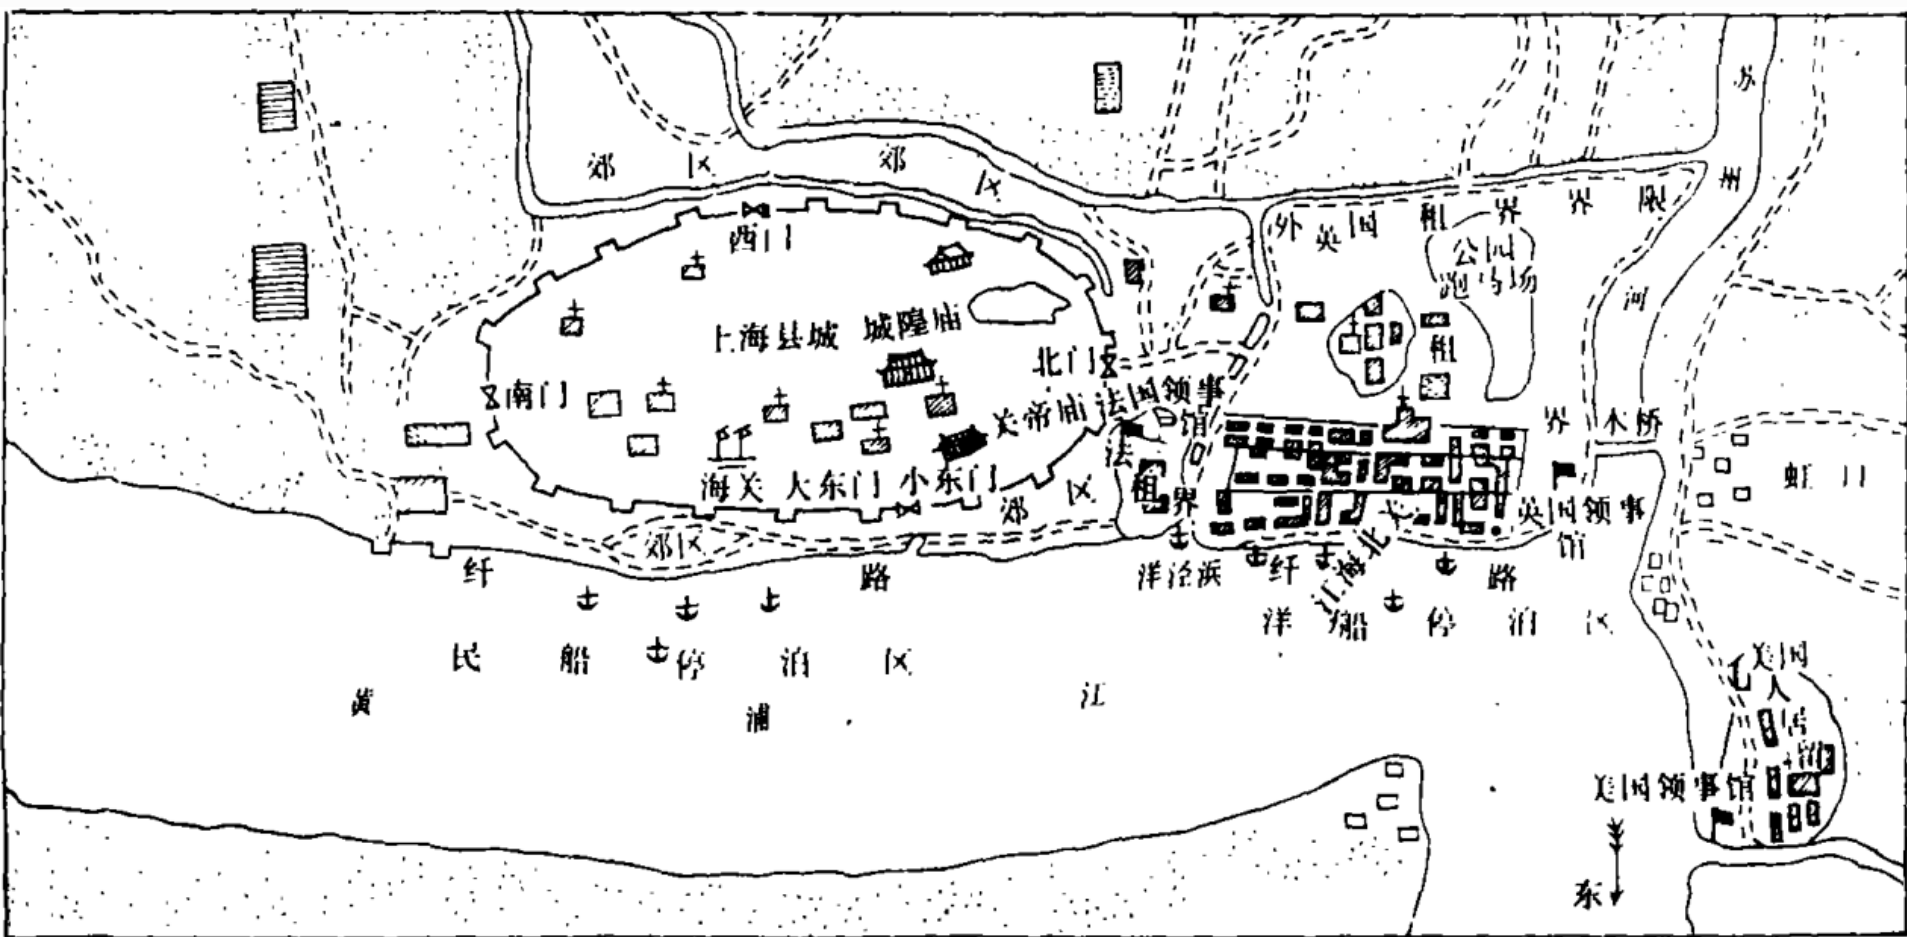 苏州河
郊区
郊区
外英国租界界限
公园
跑马场
西门
上海县城
城隍庙
北门
南门
法国领事馆
关帝庙
租界
木桥
法租界
海关
大东门
小东门
郊区
英国领事馆
虹口
郊区
江海北
纤路
洋泾浜
纤路
洋船停泊区
民船停泊区
黄浦江
美国人居留
美国领事馆
东